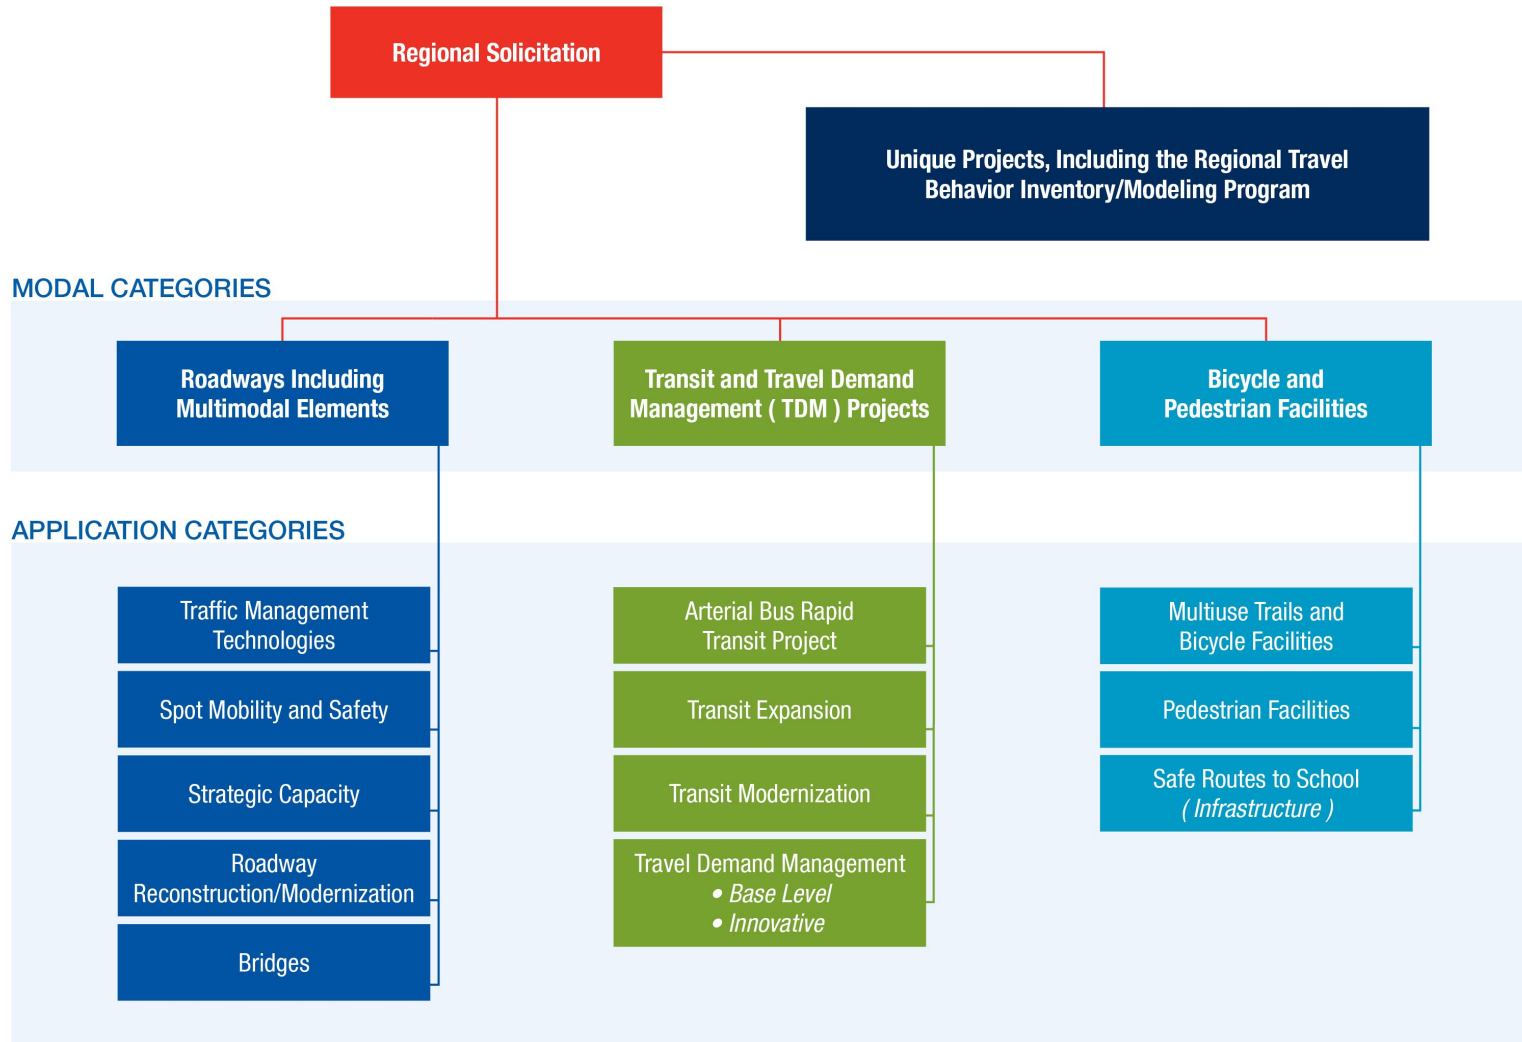 Regional Solicitation
Unique Projects, Including the Regional Travel
Behavior Inventory/Modeling Program
MODAL CATEGORIES
Roadways Including
Multimodal Elements
Transit and Travel Demand
Management ( TDM ) Projects
Bicycle and
Pedestrian Facilities
APPLICATION CATEGORIES
Traffic Management
Technologies
Spot Mobility and Safety
Strategic Capacity
Roadway
Reconstruction/Modernization
Bridges
Arterial Bus Rapid
Transit Project
Transit Expansion
Transit Modernization
Travel Demand Management
• Base Level
• Innovative
Multiuse Trails and
Bicycle Facilities
Pedestrian Facilities
Safe Routes to School
( Infrastructure )